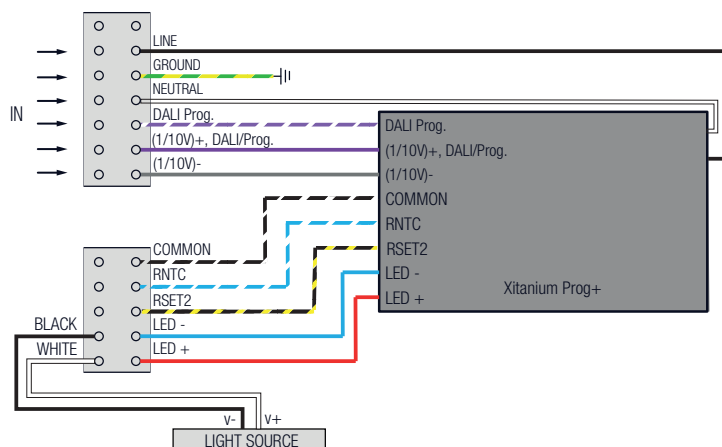 LINE
GROUND
NEUTRAL
IN
DALI Prog.
(1/10V)+, DALI/Prog.
(1/10V)-
DALI Prog.
(1/10V)+, DALI/Prog.
(1/10V)-
COMMON
RNTC
RSET2
LED -
LED +
Xitanium Prog+
COMMON
RNTC
RSET2
LED -
LED +
BLACK
WHITE
V- V+
LIGHT SOURCE